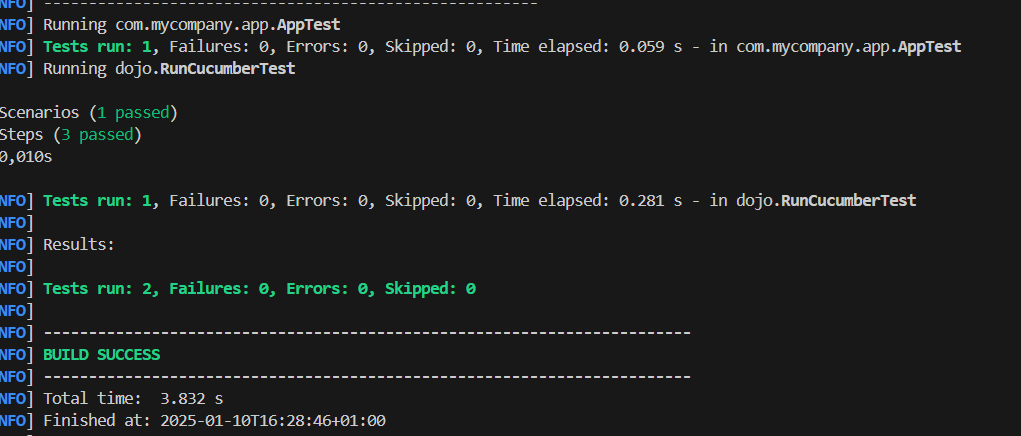 NFO] -------------------------------------------------------
NFO] Running com.mycompany.app.AppTest
NFO] Tests run: 1, Failures: 0, Errors: 0, Skipped: 0, Time elapsed: 0.059 s - in com.mycompany.app.AppTest
NFO] Running dojo.RunCucumberTest
Scenarios (1 passed)
Steps (3 passed)
0,010s
NFO] Tests run: 1, Failures: 0, Errors: 0, Skipped: 0, Time elapsed: 0.281 s - in dojo.RunCucumberTest
NFO]
NFO] Results:
NFO]
NFO] Tests run: 2, Failures: 0, Errors: 0, Skipped: 0
NFO]
NFO] ------------------------------------------------------------------------
NFO] BUILD SUCCESS
NFO] ------------------------------------------------------------------------
NFO] Total time:  3.832 s
NFO] Finished at: 2025-01-10T16:28:46+01:00